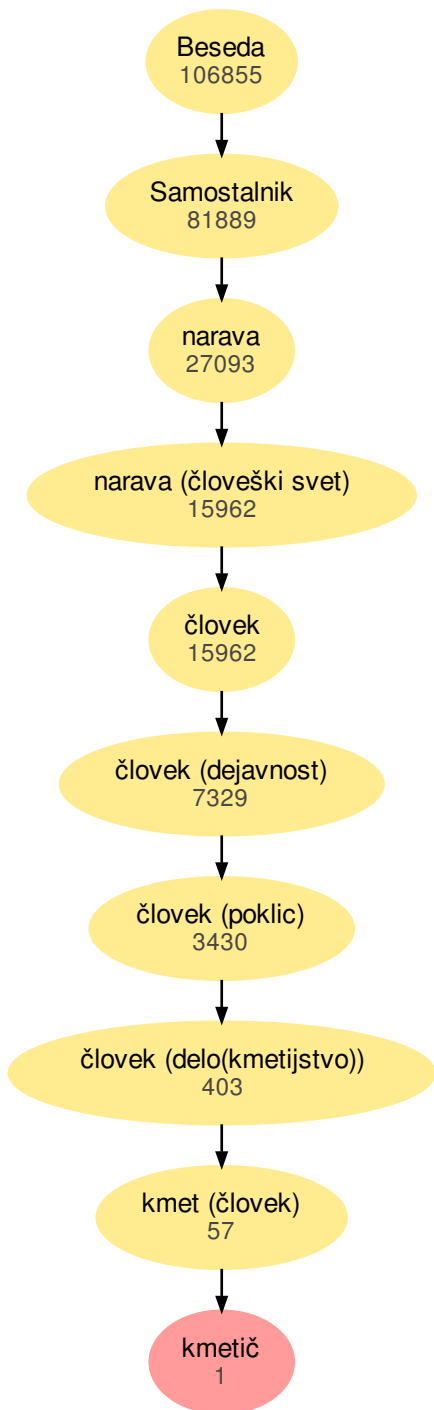 Beseda
106855
Samostalnik
81889
narava
27093
narava (človeški svet)
15962
človek
15962
človek (dejavnost)
7329
človek (poklic)
3430
človek (delo(kmetijstvo))
403
kmet (človek)
57
kmetič
1